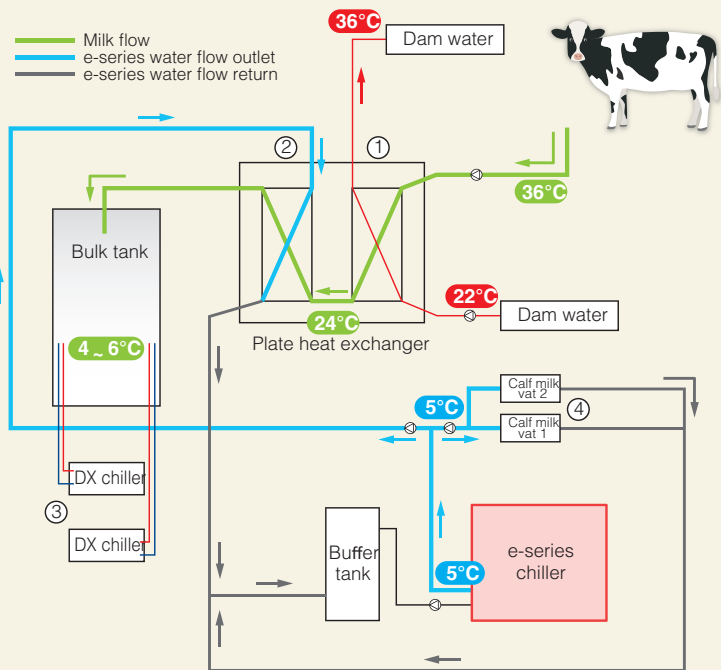 Milk flow
e-series water flow outlet
e-series water flow return
36°C
Dam water
②
①
36°C
Bulk tank
22°C
Dam water
24°C
Plate heat exchanger
4 ~ 6°C
5°C
Calf milk
vat 2
④
Calf milk
vat 1
DX chiller
③
DX chiller
Buffer
tank
5°C
e-series
chiller